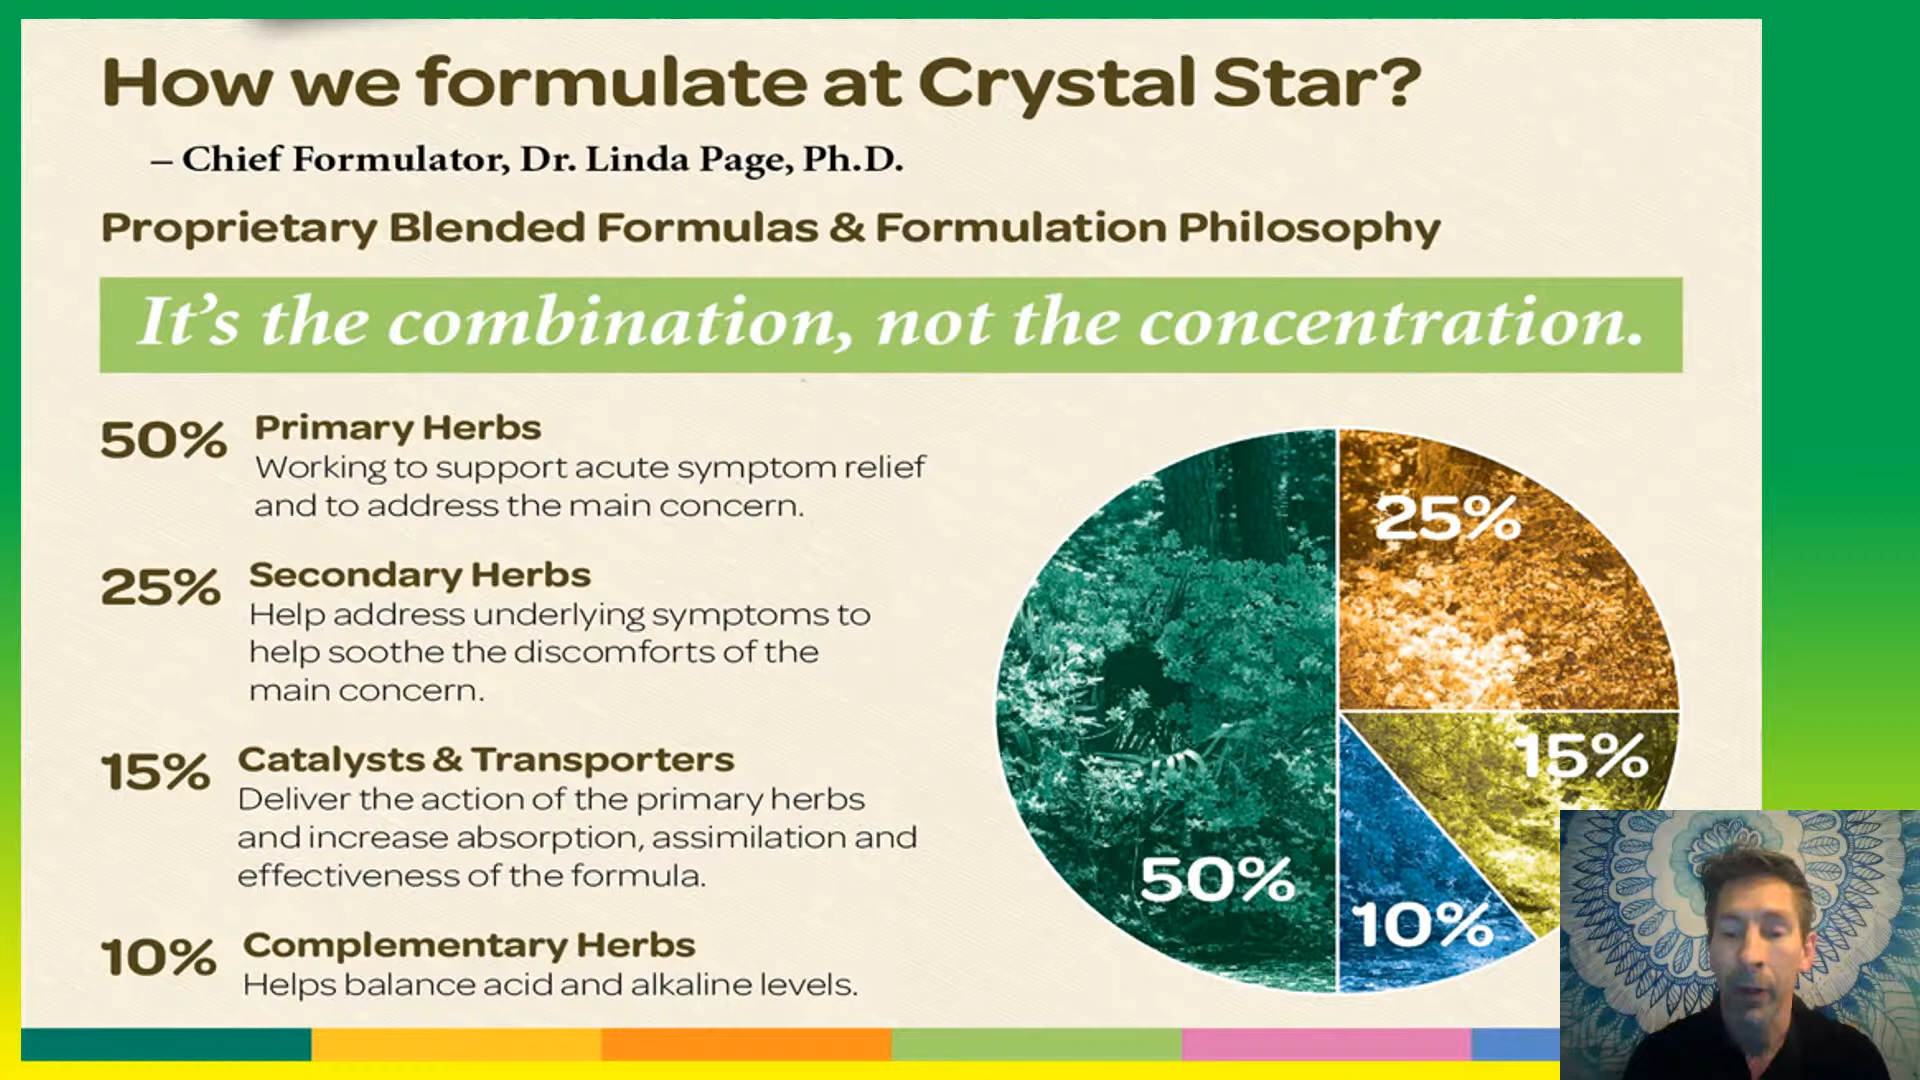 How we formulate at Crystal Star?
– Chief Formulator, Dr. Linda Page, Ph.D.
Proprietary Blended Formulas & Formulation Philosophy
It's the combination, not the concentration.
50% Primary Herbs
Working to support acute symptom relief
and to address the main concern.
25% Secondary Herbs
Help address underlying symptoms to
help soothe the discomforts of the
main concern.
15% Catalysts & Transporters
Deliver the action of the primary herbs
and increase absorption, assimilation and
effectiveness of the formula.
10% Complementary Herbs
Helps balance acid and alkaline levels.
25%
15%
50%
10%